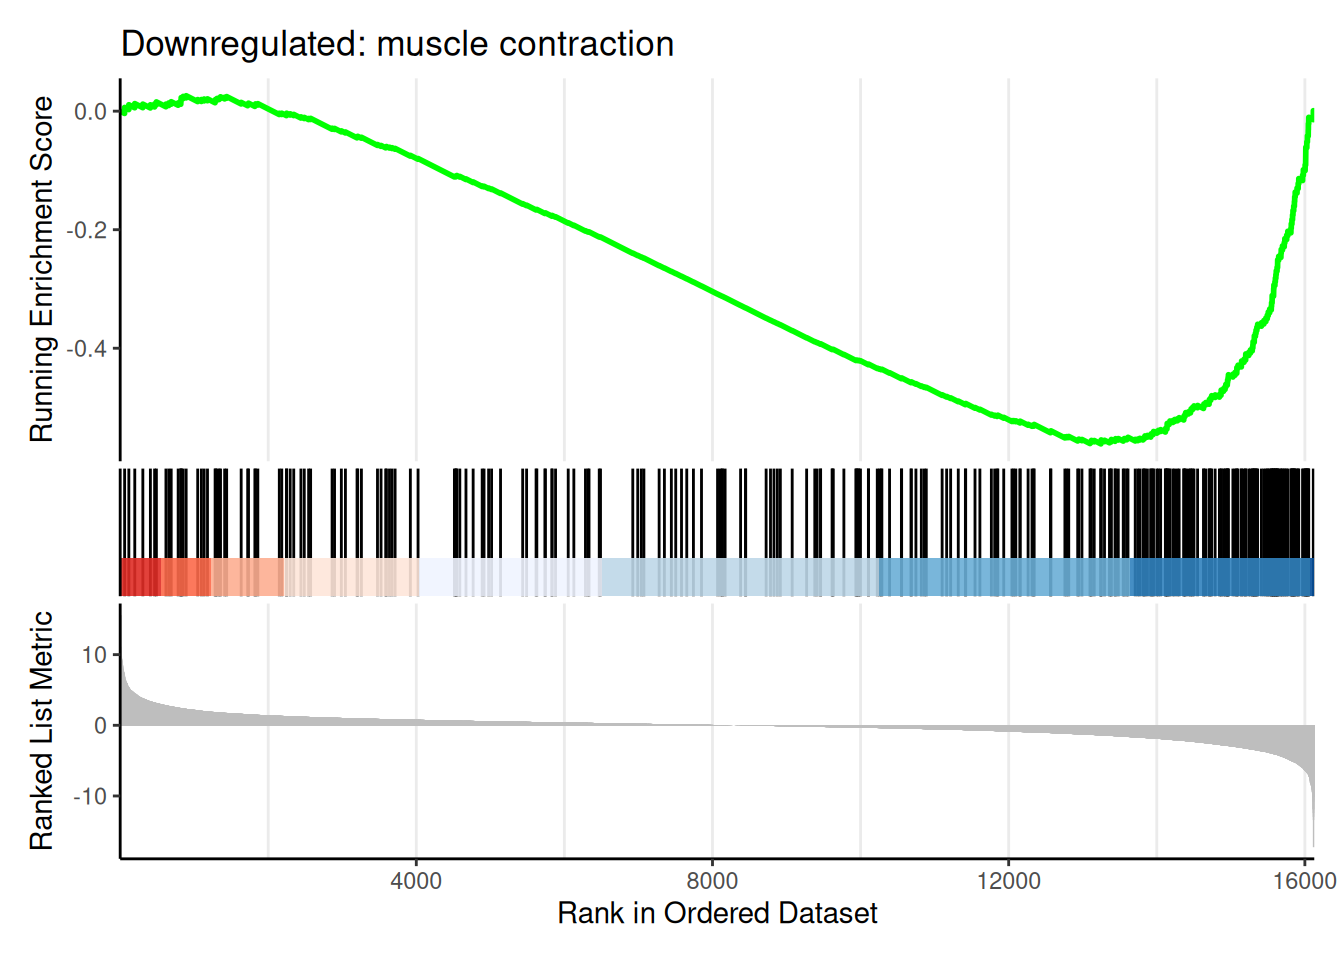 Downregulated: muscle contraction
Running Enrichment Score
0.0
-0.2
-0.4
Ranked List Metric
10
0
-10
4000 8000 12000 16000
Rank in Ordered Dataset